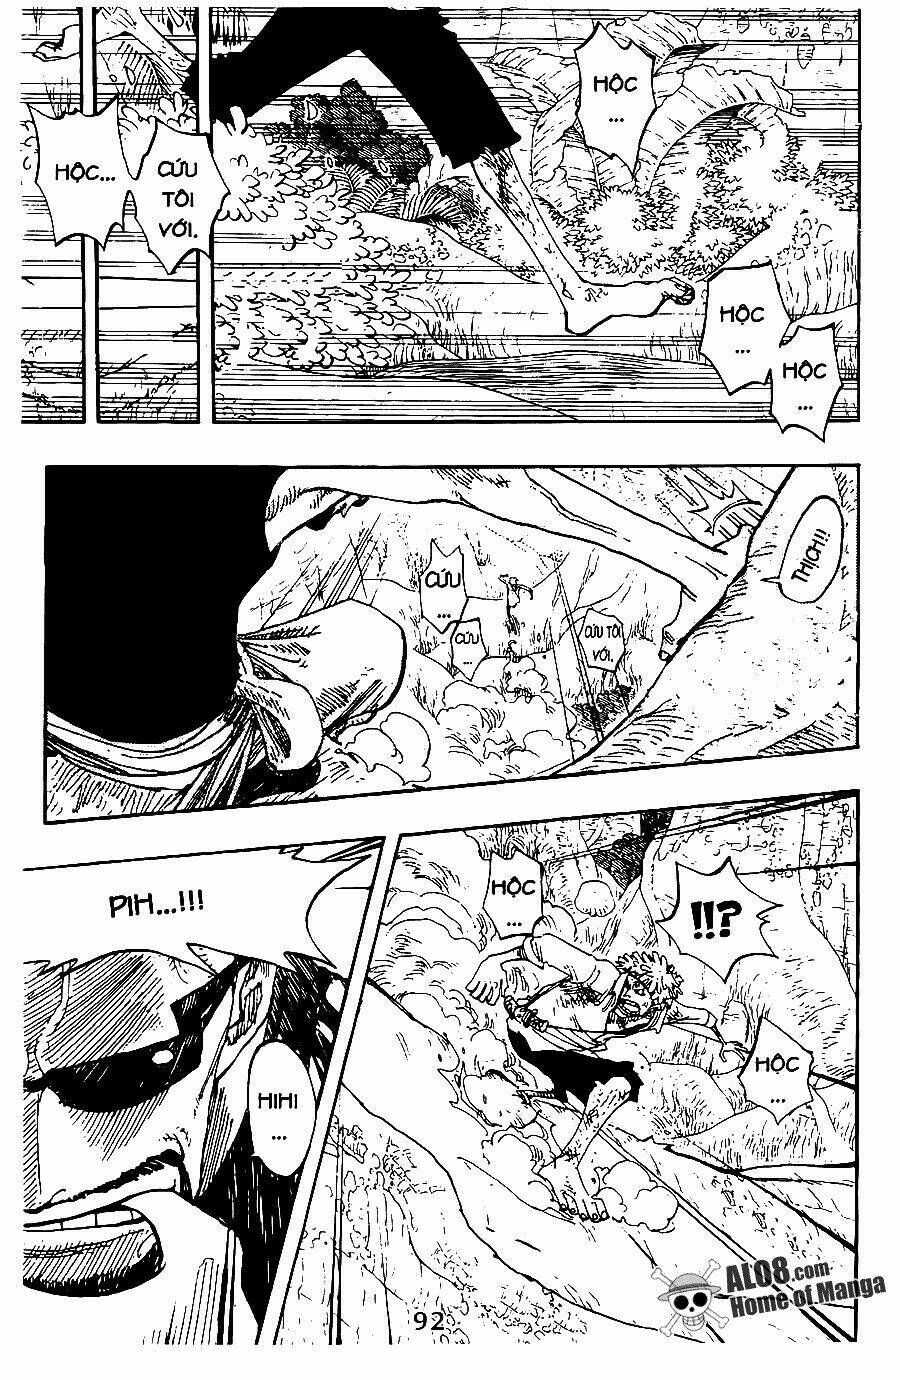 HỘC
...
HỘC...
CỨU
TÔI
VỚI.
HỘC
...
HỘC
...
THỊCH!!
CỨU
...
CỨU
...
CỨU TÔI
VỚI.
PIH...!!!
HIHI
...
HỘC
...
!!?
HỘC
...
92
ALO8.com
Home of Manga